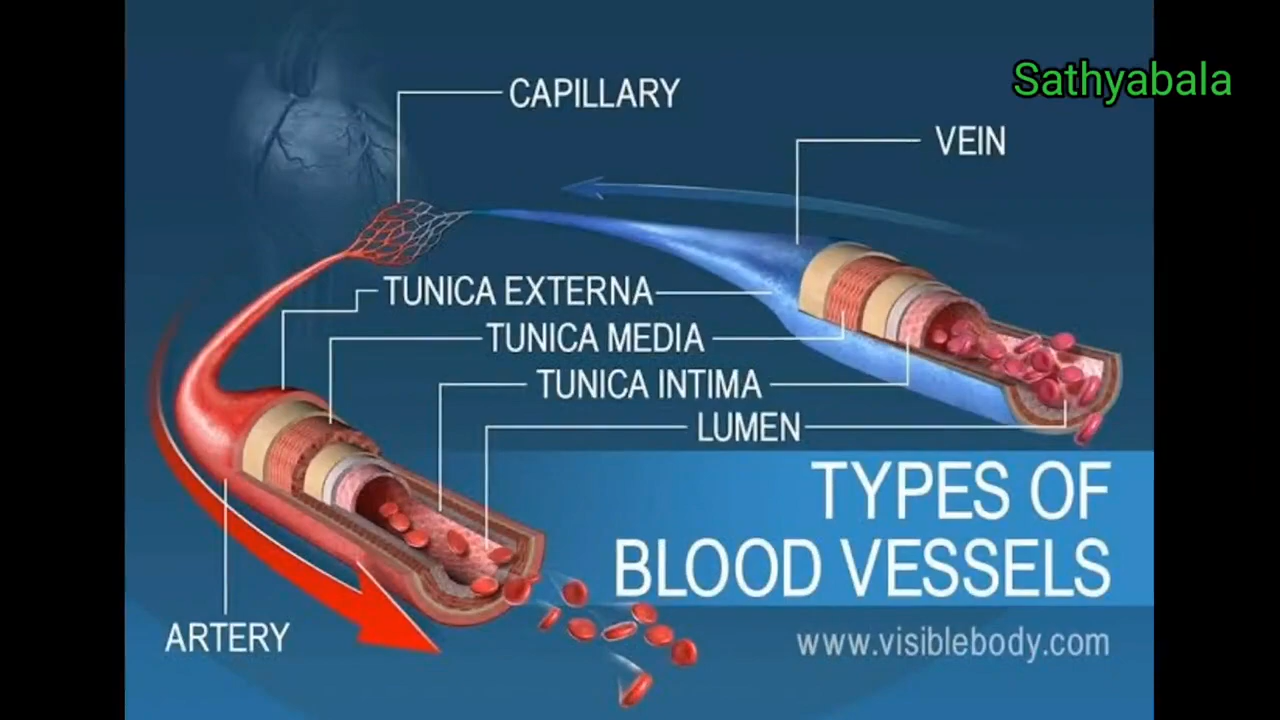 Sathyabala
CAPILLARY
VEIN
TUNICA EXTERNA
TUNICA MEDIA
TUNICA INTIMA
LUMEN
TYPES OF
BLOOD VESSELS
ARTERY
www.visiblebody.com